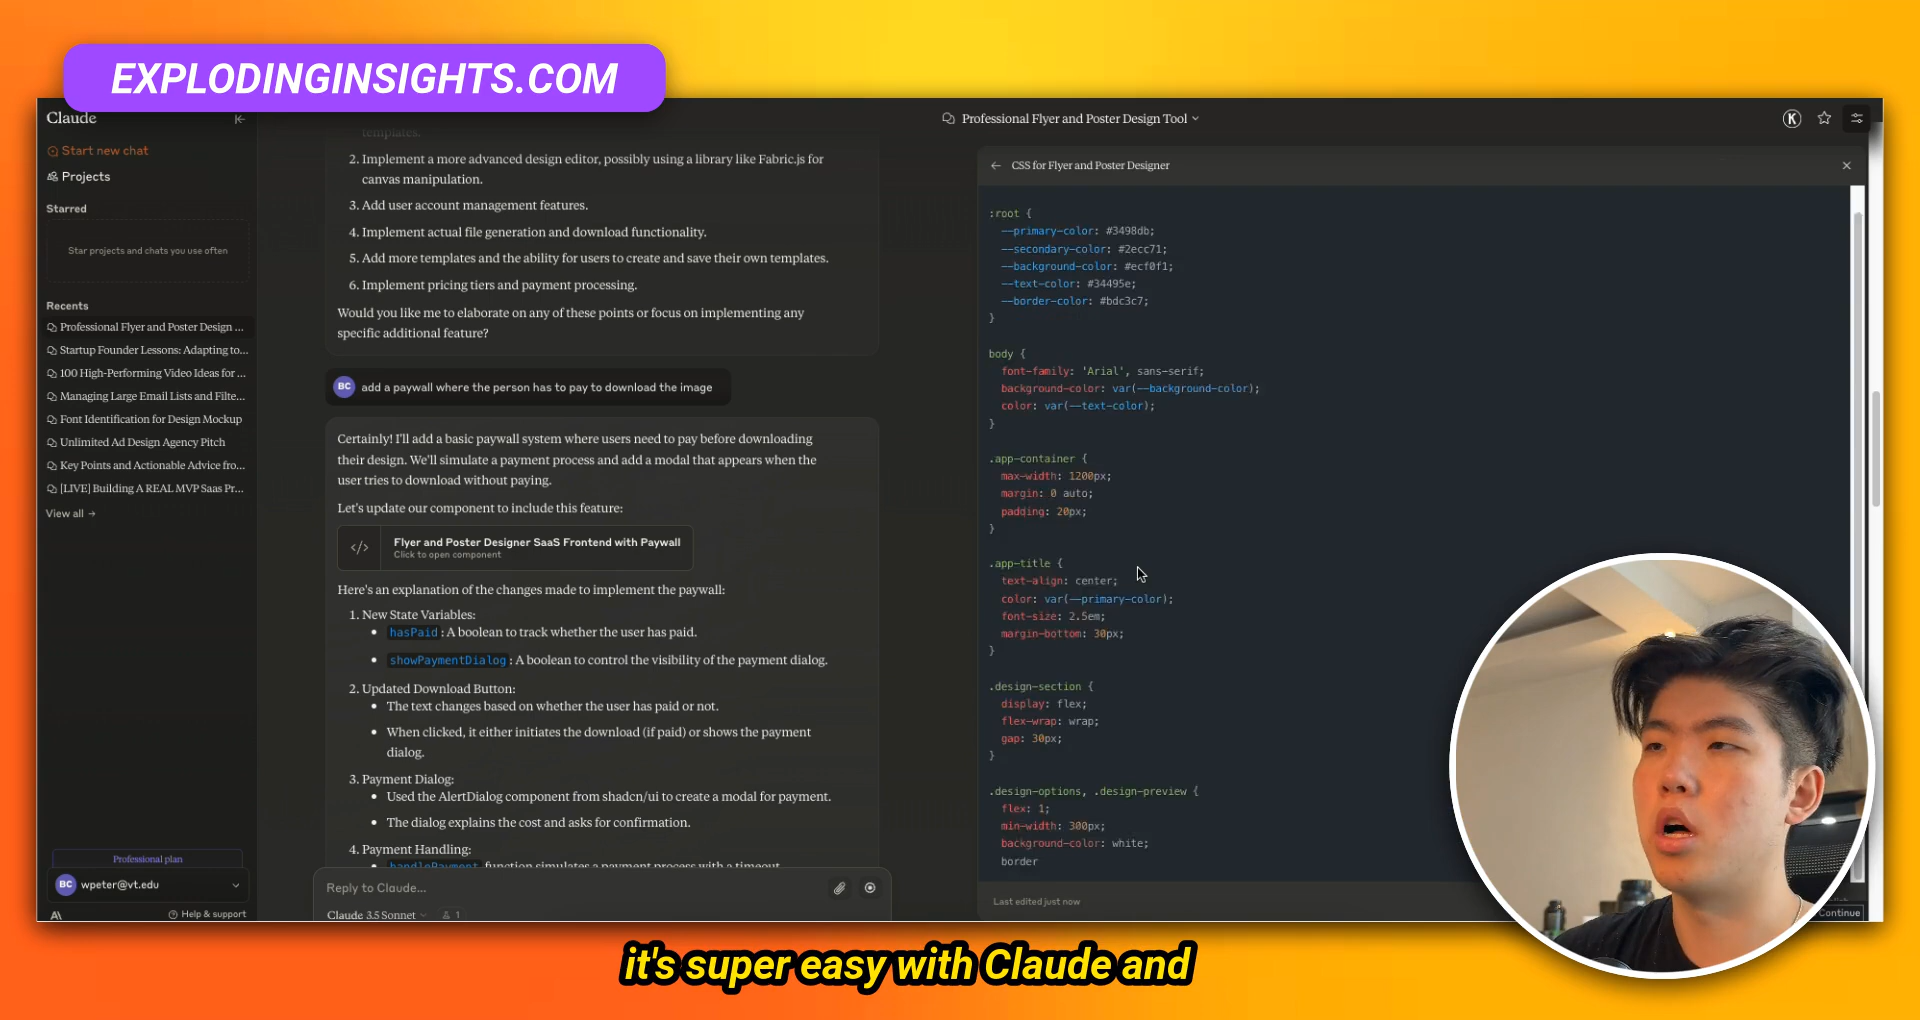 EXPLODINGINSIGHTS.COM
Claude
Start new chat
Projects
Starred
Star projects and chats you use often
Recents
Professional Flyer and Poster Design ...
Startup Founder Lessons: Adapting to...
100 High-Performing Video Ideas for ...
Managing Large Email Lists and Filte...
Font Identification for Design Mockup
Unlimited Ad Design Agency Pitch
Key Points and Actionable Advice fro...
[LIVE] Building A REAL MVP Saas Pr...
View all →
Professional plan
BC wpeter@vt.edu
Help & support
Professional Flyer and Poster Design Tool
K
templates.
2. Implement a more advanced design editor, possibly using a library like Fabric.js for
canvas manipulation.
3. Add user account management features.
4. Implement actual file generation and download functionality.
5. Add more templates and the ability for users to create and save their own templates.
6. Implement pricing tiers and payment processing.
Would you like me to elaborate on any of these points or focus on implementing any
specific additional feature?
BC add a paywall where the person has to pay to download the image
Certainly! I'll add a basic paywall system where users need to pay before downloading
their design. We'll simulate a payment process and add a modal that appears when the
user tries to download without paying.
Let's update our component to include this feature:
</> Flyer and Poster Designer SaaS Frontend with Paywall
Click to open component
Here's an explanation of the changes made to implement the paywall:
1. New State Variables:
• hasPaid: A boolean to track whether the user has paid.
• showPaymentDialog: A boolean to control the visibility of the payment dialog.
2. Updated Download Button:
• The text changes based on whether the user has paid or not.
• When clicked, it either initiates the download (if paid) or shows the payment
dialog.
3. Payment Dialog:
• Used the AlertDialog component from shadcn/ui to create a modal for payment.
• The dialog explains the cost and asks for confirmation.
4. Payment Handling:
• handlePayment function simulates a payment process with a timeout
Reply to Claude...
Claude 3.5 Sonnet
1
← CSS for Flyer and Poster Designer
:root {
--primary-color: #3498db;
--secondary-color: #2ecc71;
--background-color: #ecf0f1;
--text-color: #34495e;
--border-color: #bdc3c7;
}
body {
font-family: 'Arial', sans-serif;
background-color: var(--background-color);
color: var(--text-color);
}
.app-container {
max-width: 1200px;
margin: 0 auto;
padding: 20px;
}
.app-title {
text-align: center;
color: var(--primary-color);
font-size: 2.5em;
margin-bottom: 30px;
}
.design-section {
display: flex;
flex-wrap: wrap;
gap: 30px;
}
.design-options, .design-preview {
flex: 1;
min-width: 300px;
background-color: white;
border
Last edited just now
Continue
it's super easy with Claude and